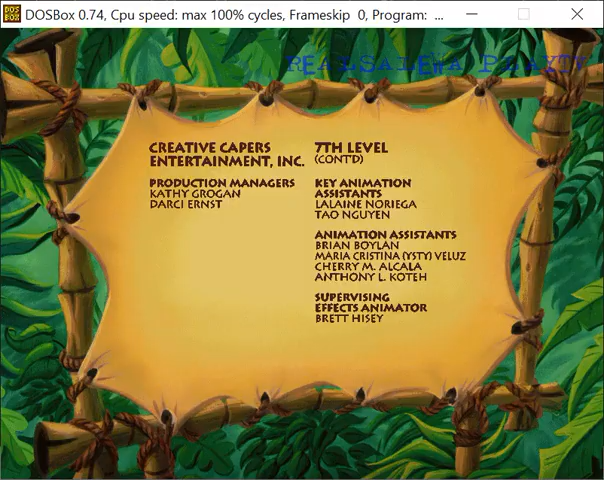 DOSBox 0.74, Cpu speed: max 100% cycles, Frameskip 0, Program: ...
CREATIVE CAPERS
ENTERTAINMENT, INC.
PRODUCTION MANAGERS
KATHY GROGAN
DARCI ERNST
7TH LEVEL
(CONT'D)
KEY ANIMATION
ASSISTANTS
LALAINE NORIEGA
TAO NGUYEN
ANIMATION ASSISTANTS
BRIAN BOYLAN
MARIA CRISTINA (YSTY) VELUZ
CHERRY M. ALCALA
ANTHONY L. KOTEH
SUPERVISING
EFFECTS ANIMATOR
BRETT HISEY